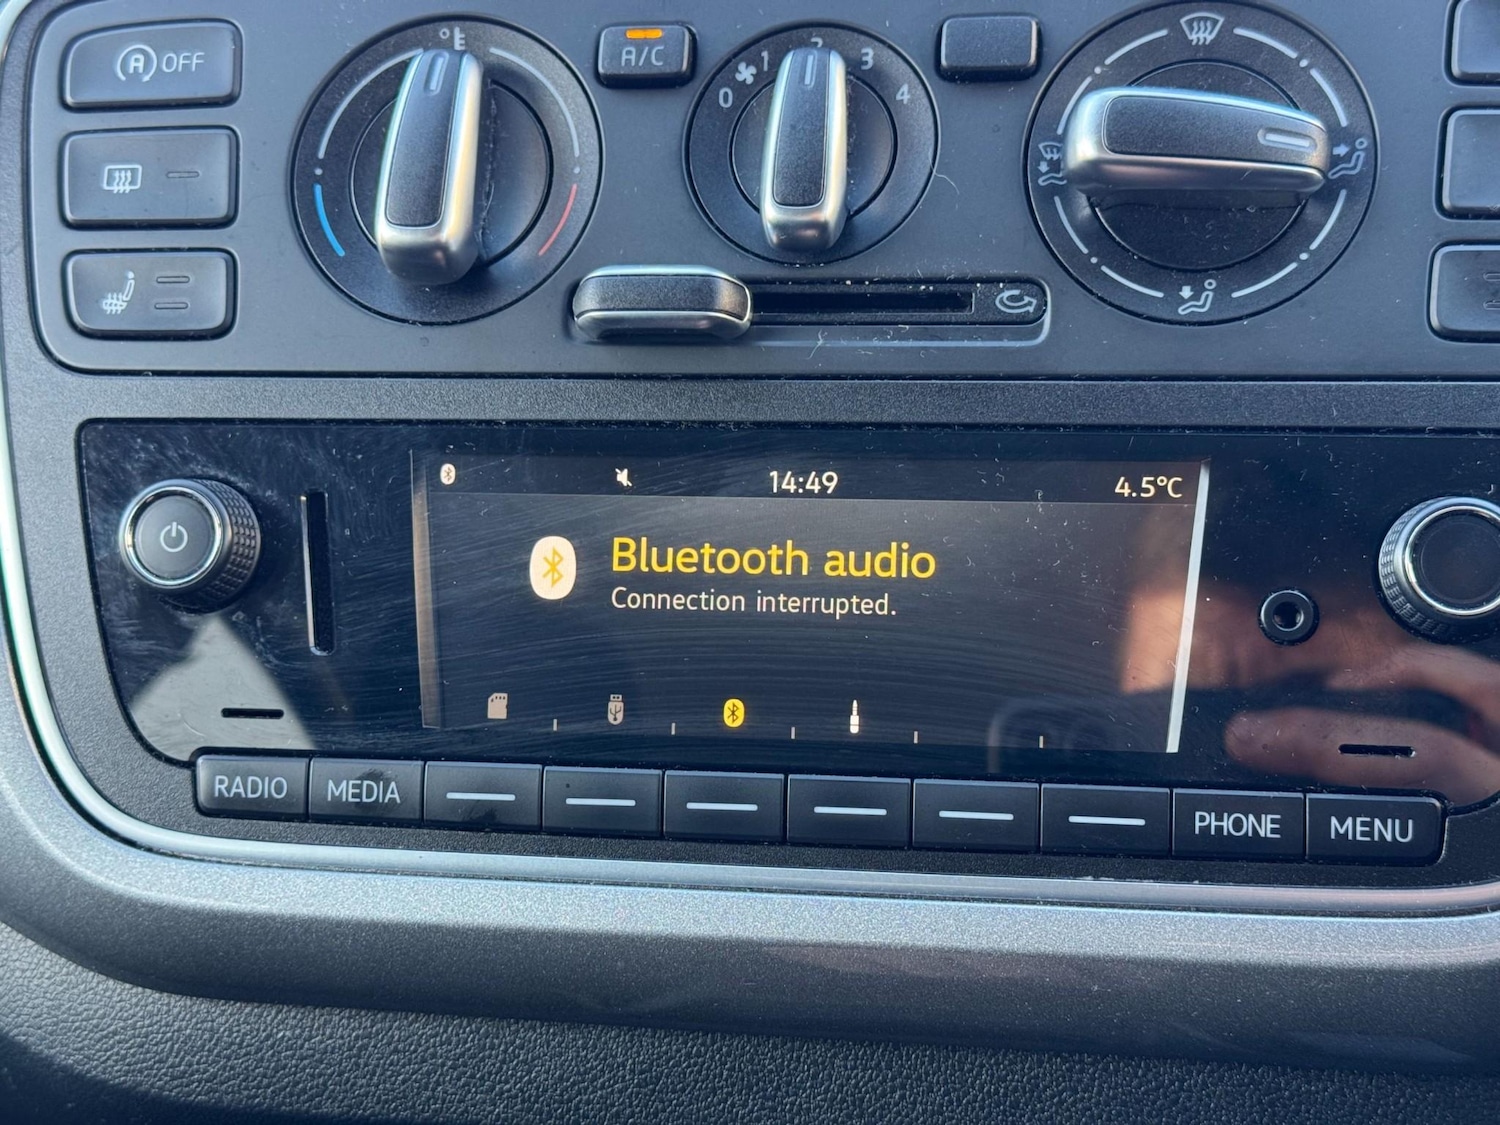 A OFF
A/C
0 1 2 3 4
14:49 4.5°C
Bluetooth audio
Connection interrupted.
RADIO MEDIA PHONE MENU